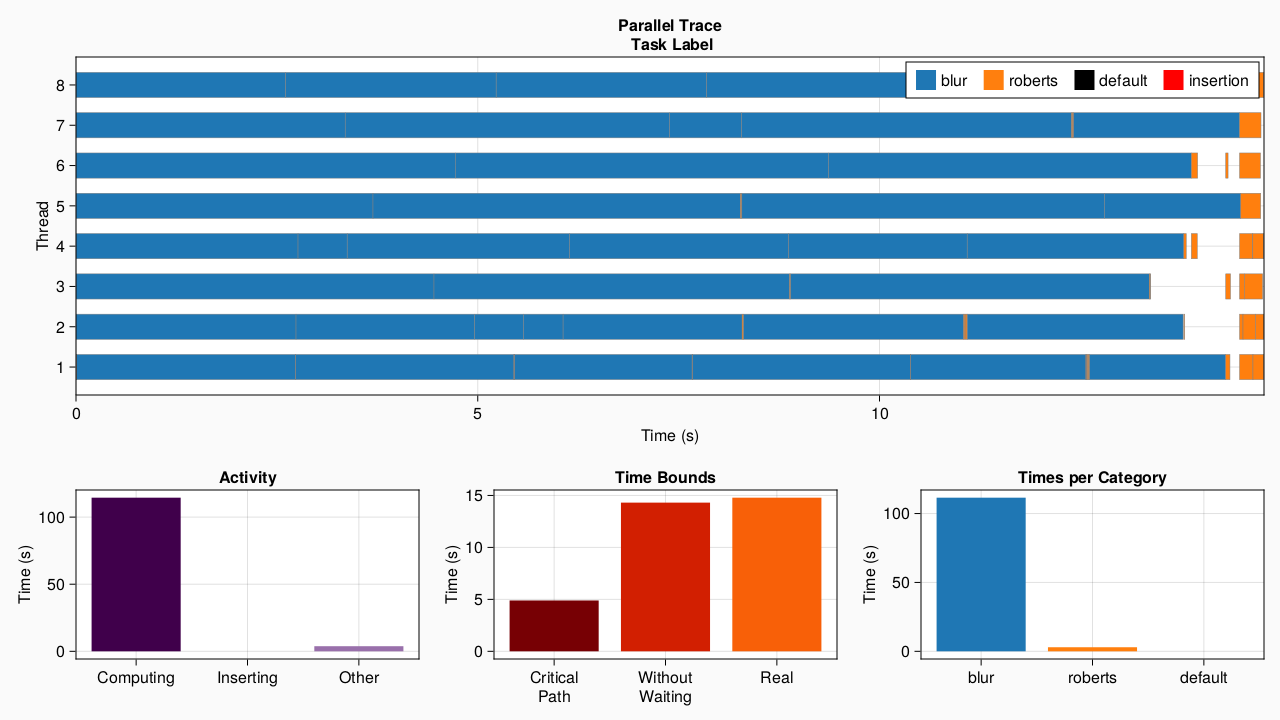 Parallel Trace
Task Label
blur roberts default insertion
Thread
8
7
6
5
4
3
2
1
0 5 10
Time (s)
Activity
Time (s)
100
50
0
Computing Inserting Other
Time Bounds
Time (s)
15
10
5
0
Critical Path Without Waiting Real
Times per Category
Time (s)
100
50
0
blur roberts default